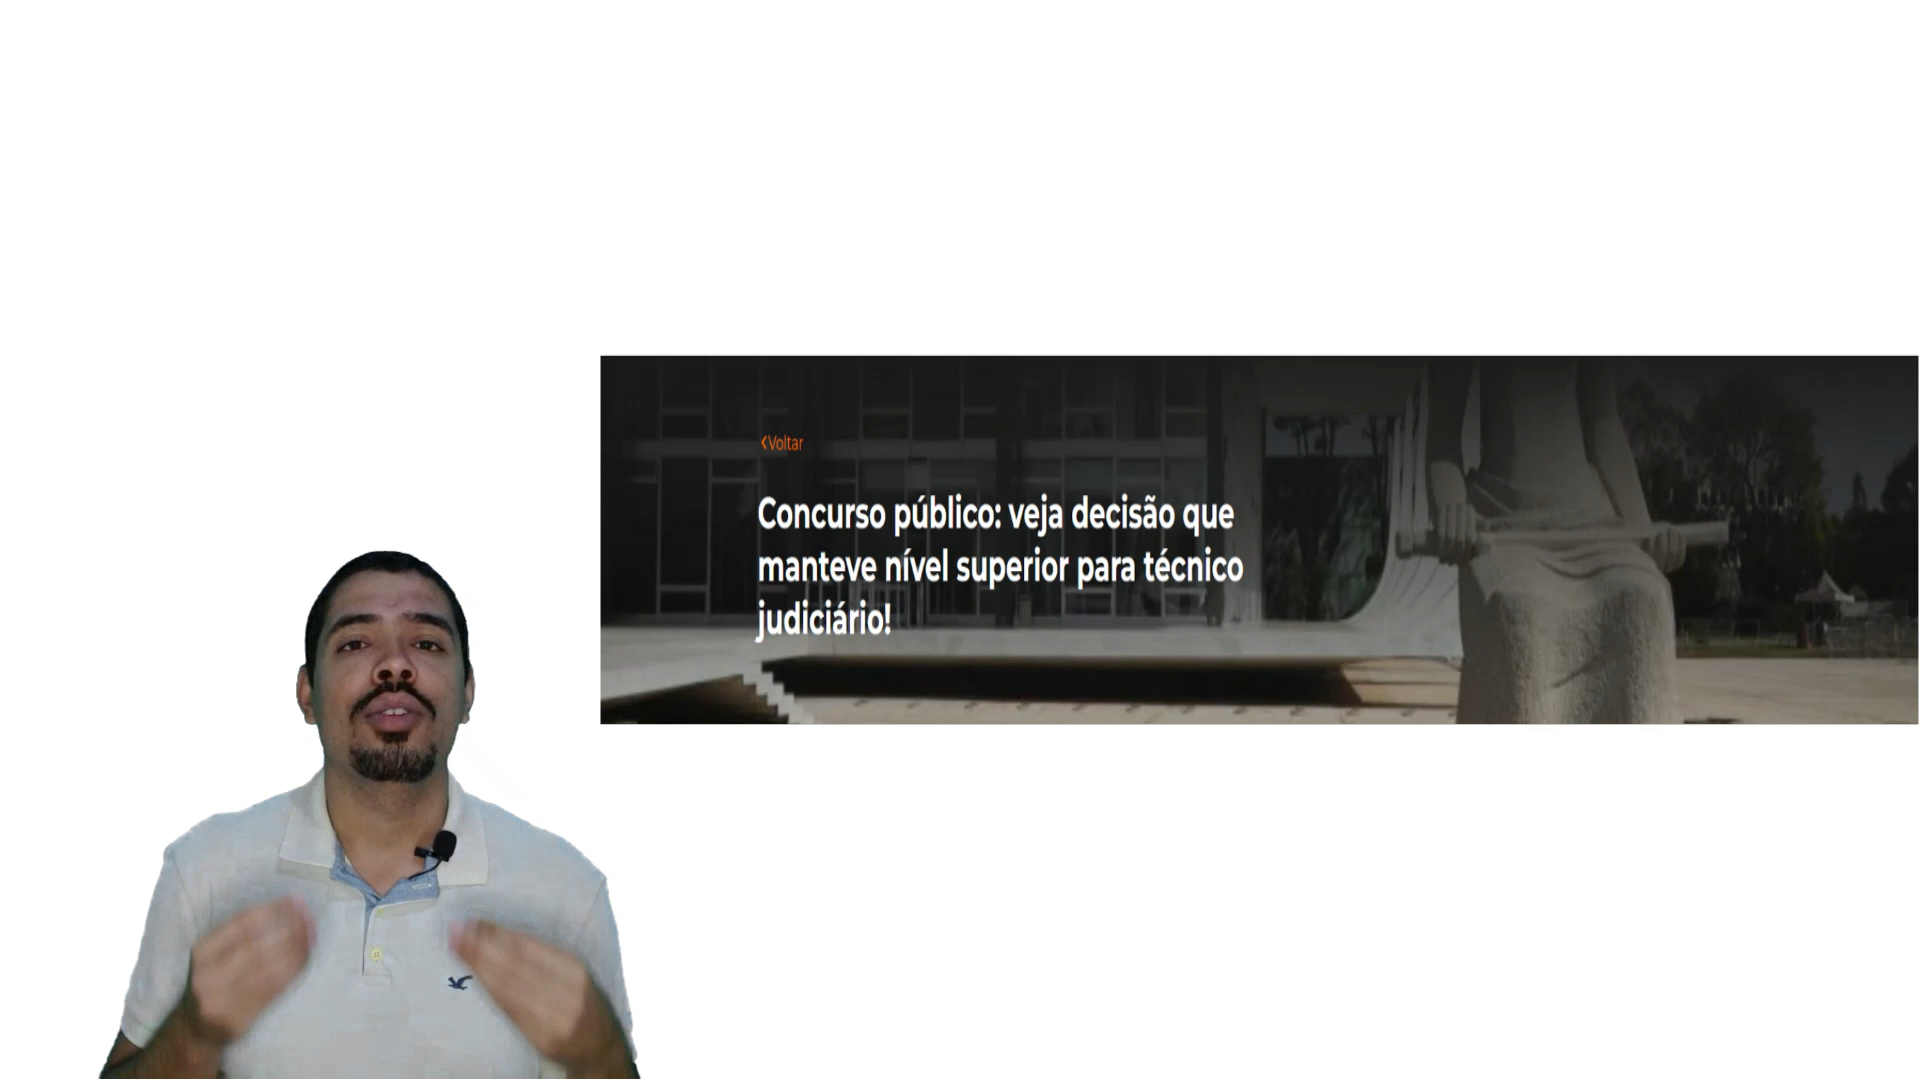 ‹Voltar
Concurso público: veja decisão que
manteve nível superior para técnico
judiciário!